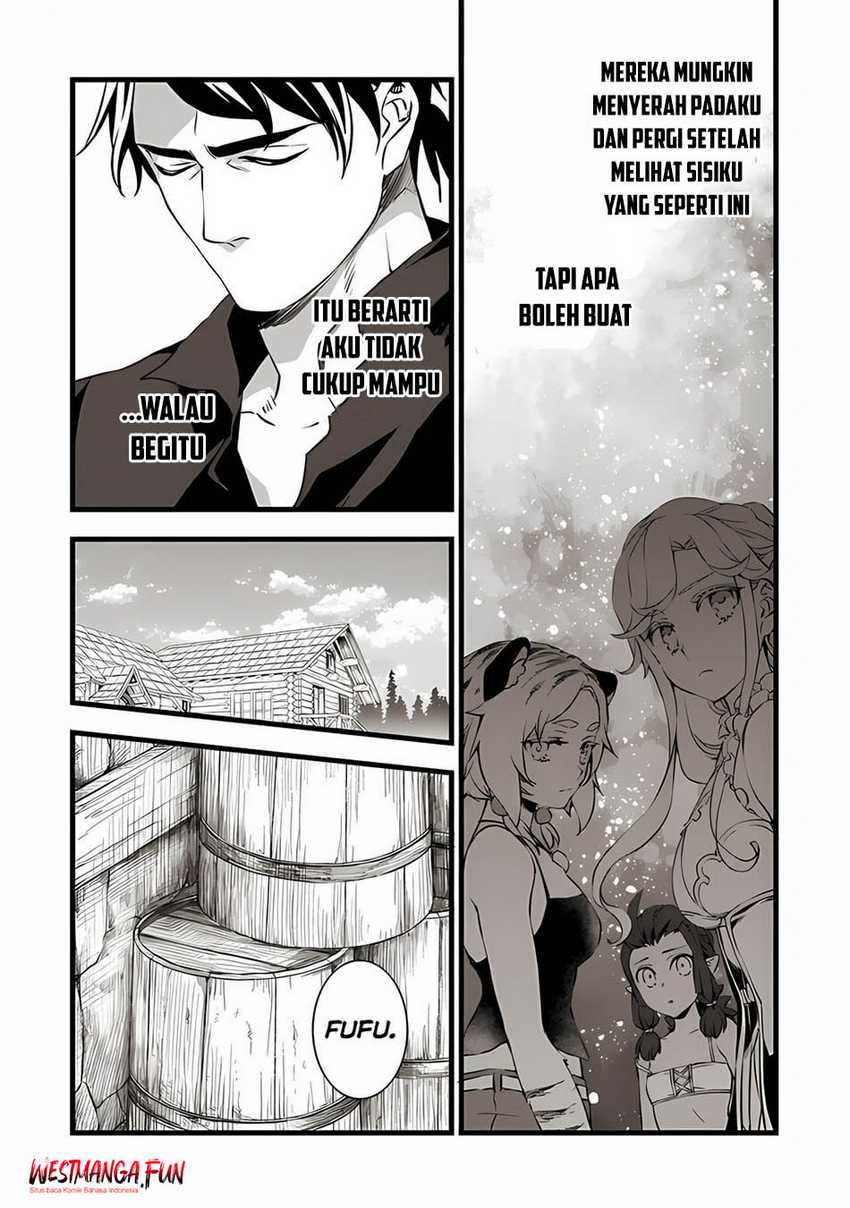 MEREKA MUNGKIN
MENYERAH PADAKU
DAN PERGI SETELAH
MELIHAT SISIKU
YANG SEPERTI INI
TAPI APA
BOLEH BUAT
ITU BERARTI
AKU TIDAK
CUKUP MAMPU
...WALAU
BEGITU
FUFU.
WESTMANGA.FUN
Situs baca Komik Bahasa Indonesia